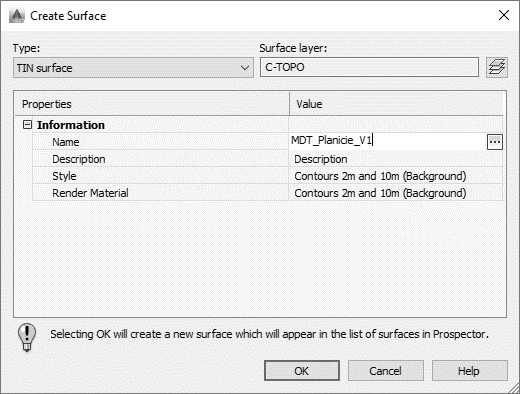 Create Surface
Type: Surface layer:
TIN surface C-TOPO
Properties Value
Information
Name MDT_Planicie_V1
Description Description
Style Contours 2m and 10m (Background)
Render Material Contours 2m and 10m (Background)
Selecting OK will create a new surface which will appear in the list of surfaces in Prospector.
OK Cancel Help